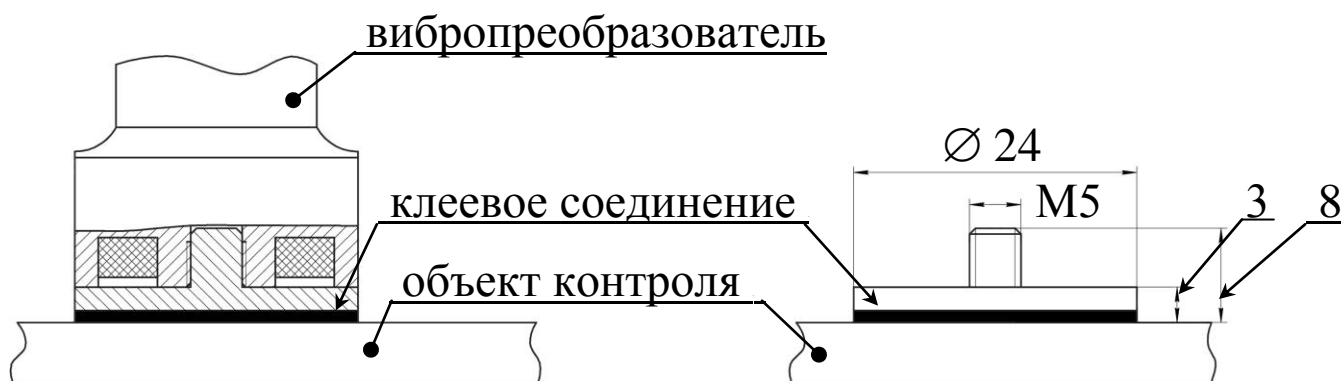 вибропреобразователь
∅ 24
клеевое соединение
M5
3
8
объект контроля